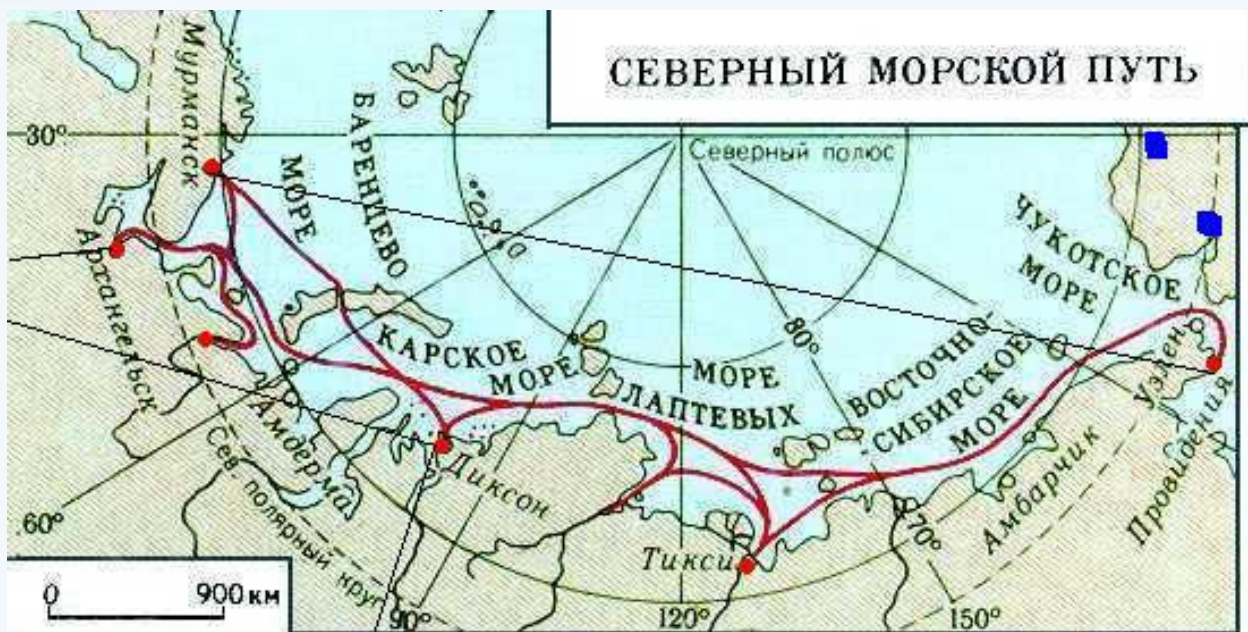 СЕВЕРНЫЙ МОРСКОЙ ПУТЬ
Мурманск
30°
БАРЕНЦЕВО
МОРЕ
Северный полюс
ЧУКОТСКОЕ
МОРЕ
Архангельск
80°
КАРСКОЕ
МОРЕ
МОРЕ
ЛАПТЕВЫХ
ВОСТОЧНО-
-СИБИРСКОЕ
МОРЕ
Уэлен
Провидения
Амдерма
Диксон
Амбарчик
Сев. полярный круг
Тикси
60°
70°
0 900 км
90°
120°
150°